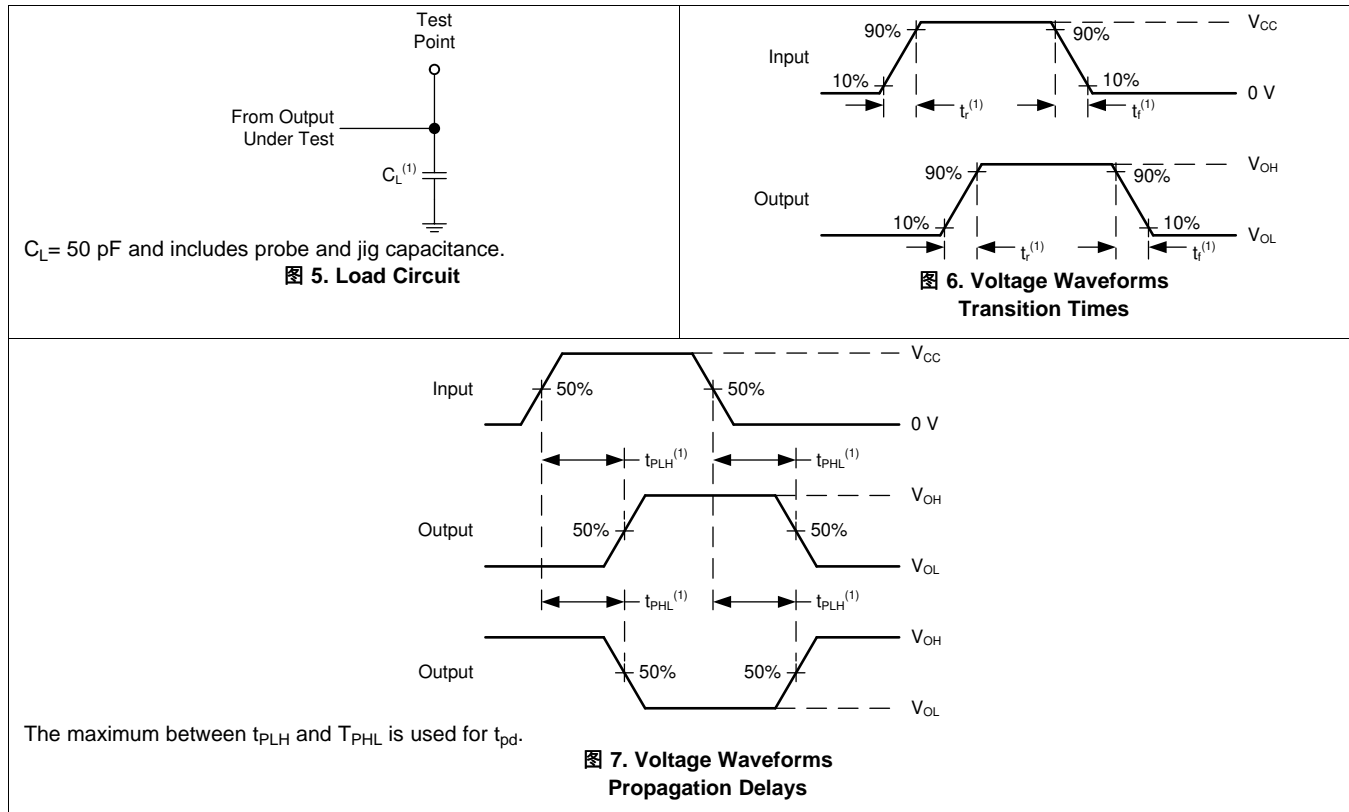 Test
Point
From Output
Under Test
C_L^(1)
C_L= 50 pF and includes probe and jig capacitance.
图 5. Load Circuit
V_CC
90%
90%
Input
10%
10%
0 V
t_r^(1)
t_f^(1)
V_OH
90%
90%
Output
10%
10%
V_OL
t_r^(1)
t_f^(1)
图 6. Voltage Waveforms
Transition Times
V_CC
Input
50%
50%
0 V
t_PLH^(1)
t_PHL^(1)
V_OH
Output
50%
50%
V_OL
t_PHL^(1)
t_PLH^(1)
V_OH
Output
50%
50%
V_OL
The maximum between t_PLH and T_PHL is used for t_pd.
图 7. Voltage Waveforms
Propagation Delays